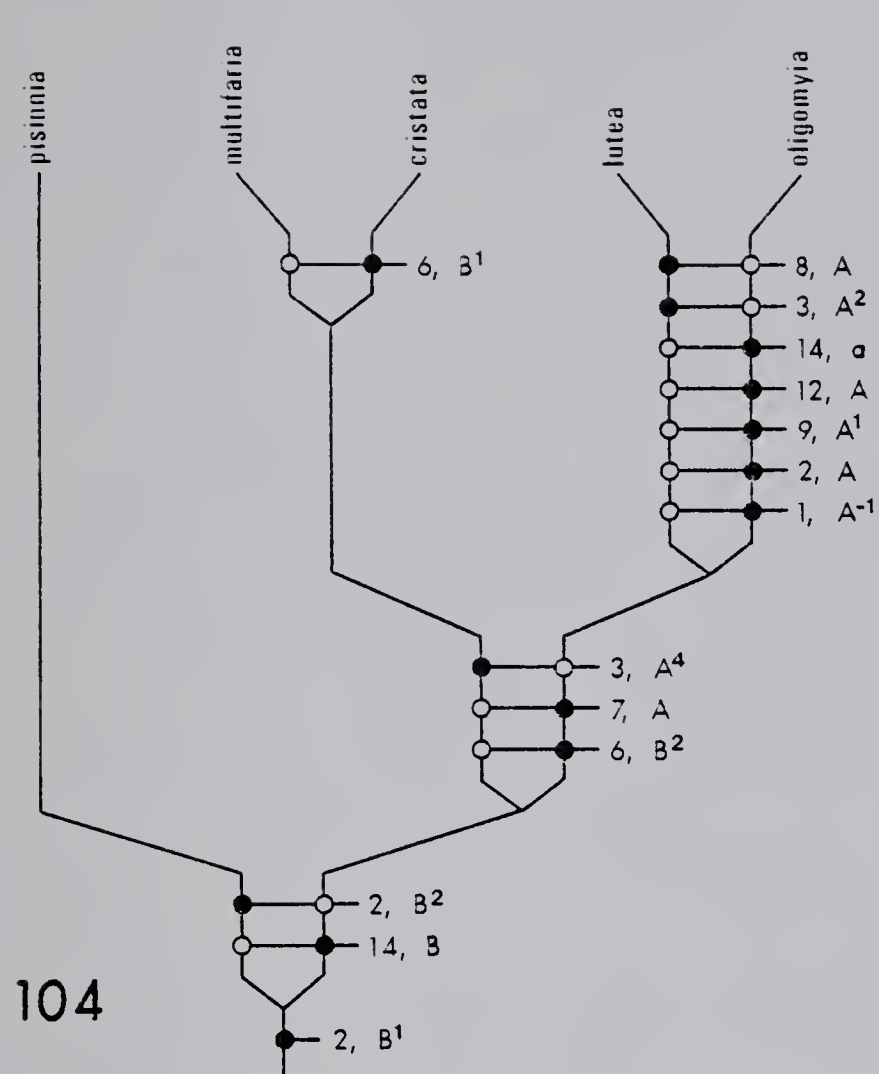 pisinnia
multifaria
cristata
lutea
oligomyia
6, B¹
8, A
3, A²
14, a
12, A
9, A¹
2, A
1, A⁻¹
3, A⁴
7, A
6, B²
2, B²
14, B
104
2, B¹